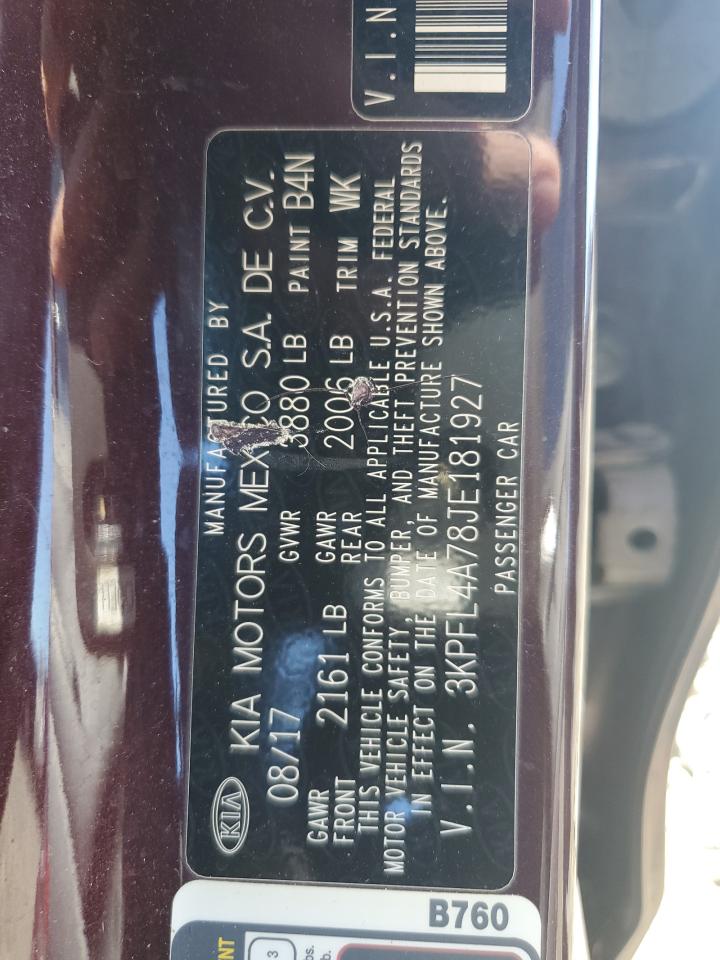 V.I.N
KIA
MANUFACTURED BY
KIA MOTORS MEXICO S.A. DE C.V.
08/17 GVWR 3880 LB PAINT B4N
GAWR FRONT 2161 LB GAWR REAR 2006 LB TRIM WK
THIS VEHICLE CONFORMS TO ALL APPLICABLE U.S.A. FEDERAL
MOTOR VEHICLE SAFETY, BUMPER, AND THEFT PREVENTION STANDARDS
IN EFFECT ON THE DATE OF MANUFACTURE SHOWN ABOVE.
V.I.N. 3KPFL4A78JE181927
PASSENGER CAR
B760
3